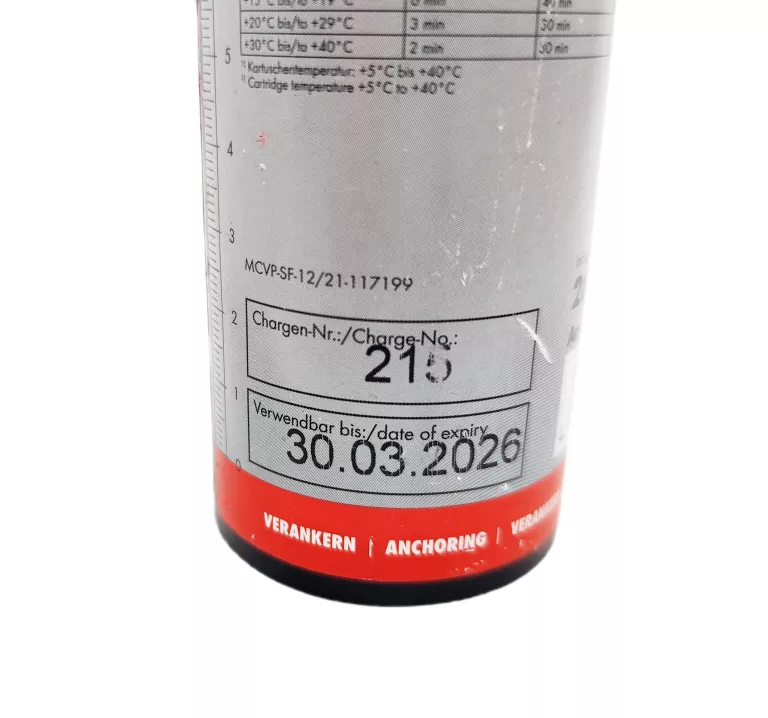 +20°C bis/to +29°C 3 min 30 min
+30°C bis/to +40°C 2 min 30 min
¹⁾ Kartuschentemperatur: +5°C bis +40°C
¹⁾ Cartridge temperature +5°C to +40°C
5
4
3
MCVP-SF-12/21-117199
2
Chargen-Nr.:/Charge-No.:
215
1
Verwendbar bis:/date of expiry
30.03.2026
0
VERANKERN | ANCHORING |